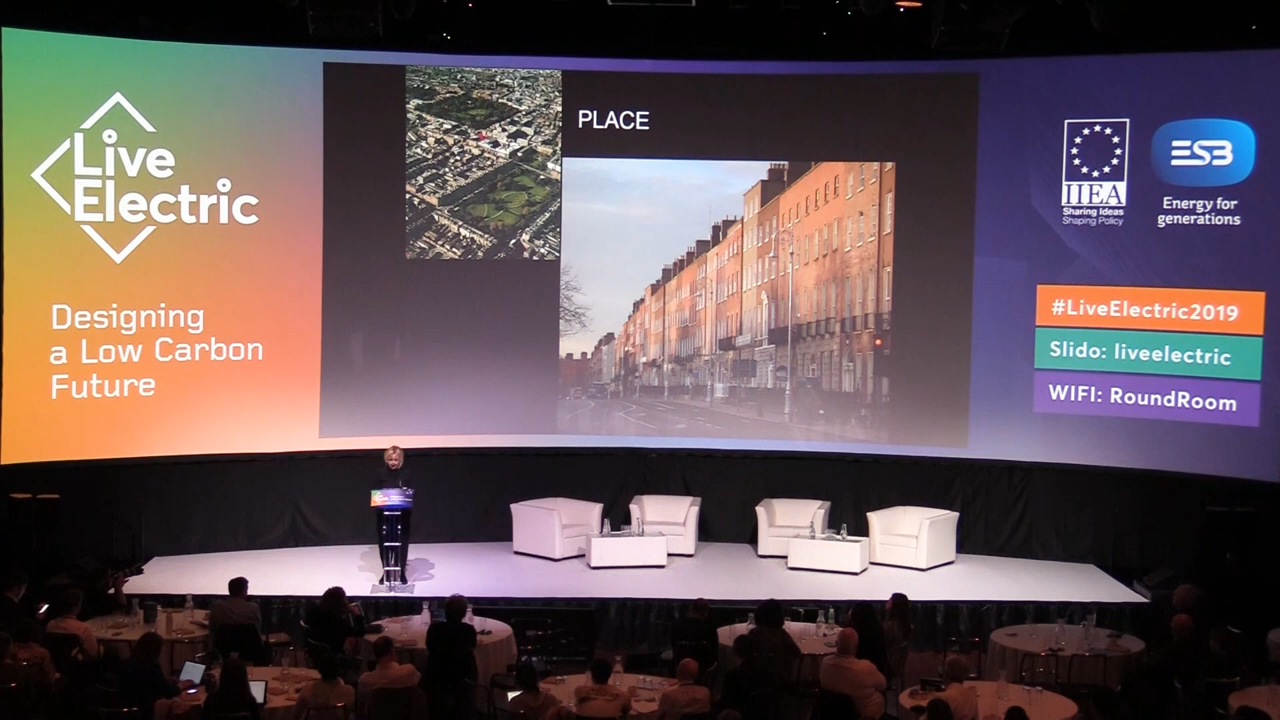 Live
Electric
Designing
a Low Carbon
Future
PLACE
IIEA
Sharing Ideas
Shaping Policy
ESB
Energy for
generations
#LiveElectric2019
Slido: liveelectric
WIFI: RoundRoom